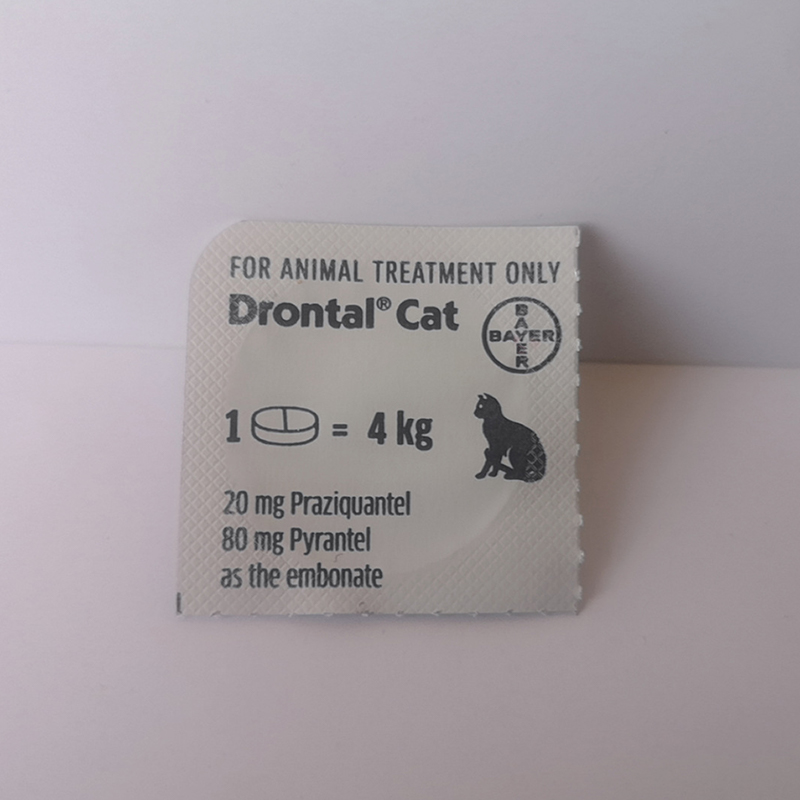 FOR ANIMAL TREATMENT ONLY
Drontal® Cat
BAYER
BAYER
1 = 4 kg
20 mg Praziquantel
80 mg Pyrantel
as the embonate